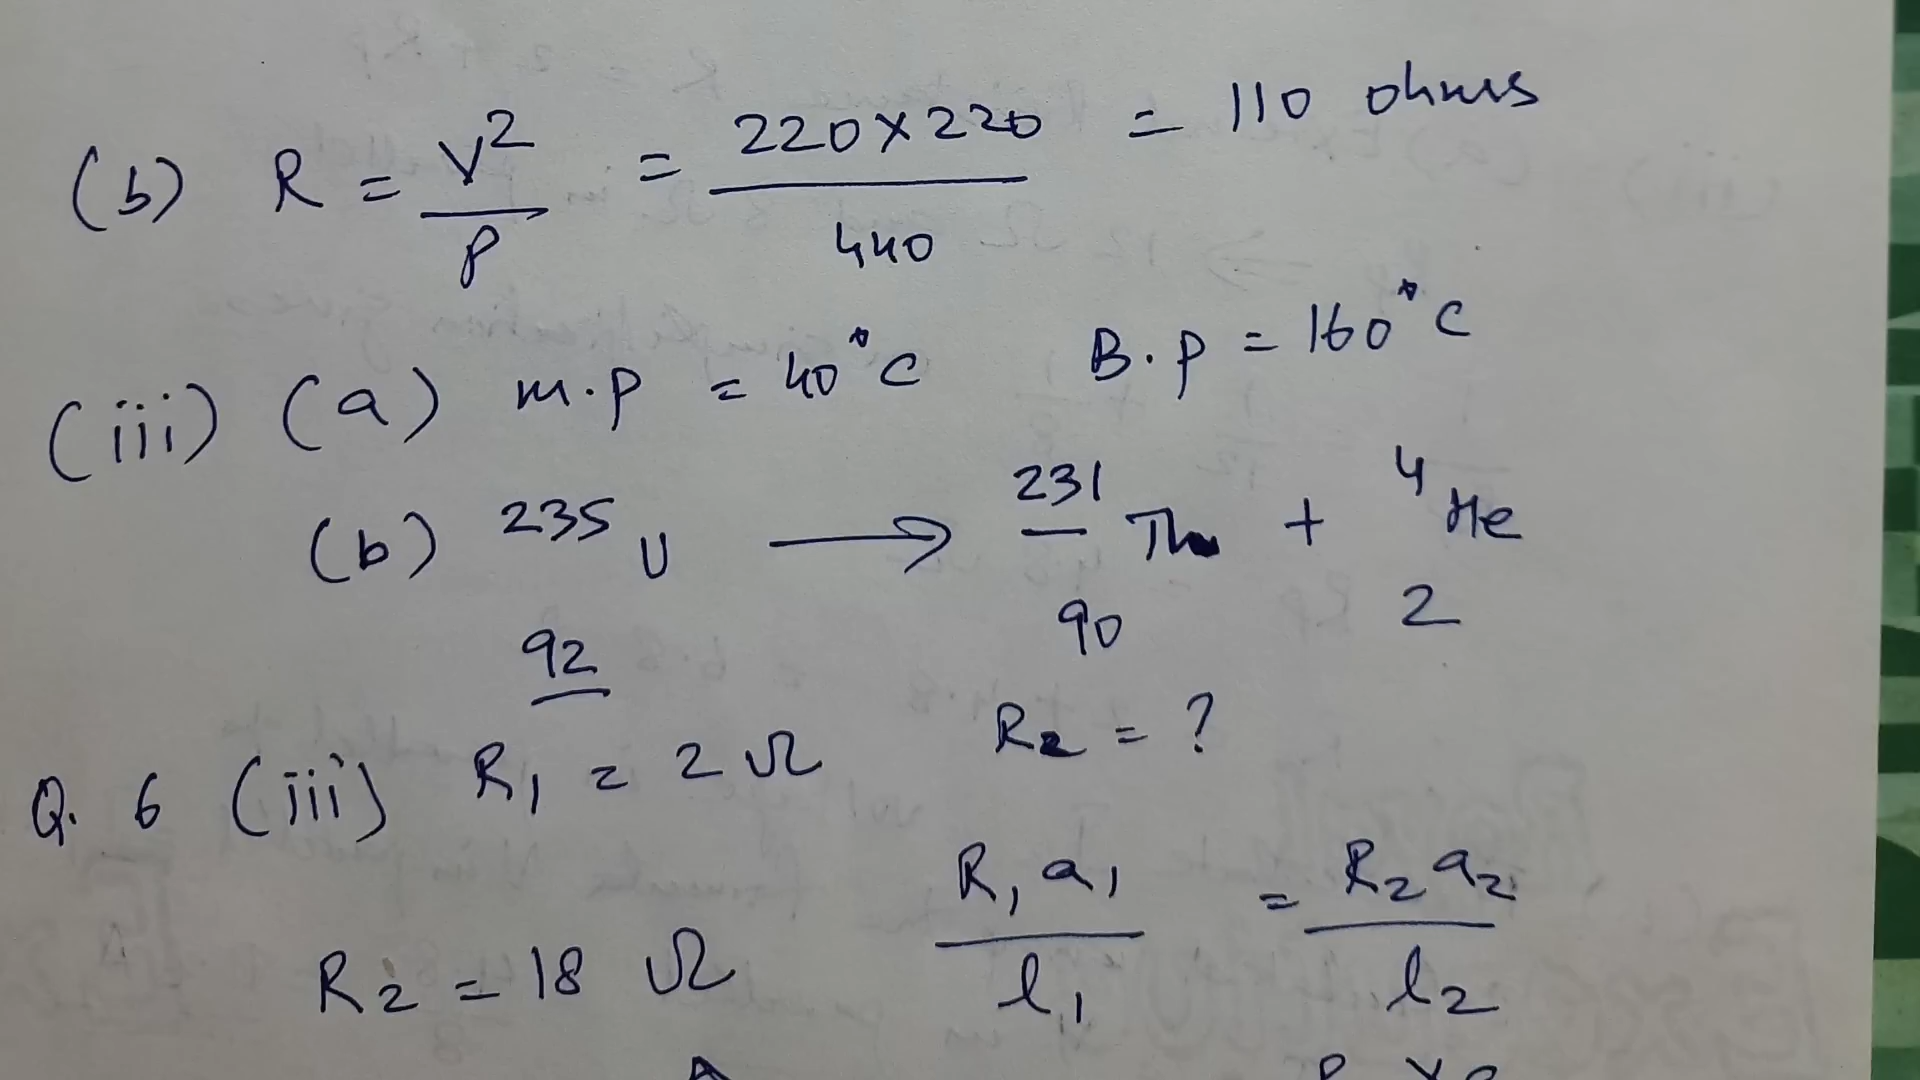 (b) R = V²/P = 220×220/440 = 110 ohms
(iii) (a) m.p = 40°C B.p = 160°C
(b) 235 U → 231 Th + 4 He
92 90 2
Q. 6 (iii) R₁ = 2 Ω R₂ = ?
R₁a₁/l₁ = R₂a₂/l₂
R₂ = 18 Ω